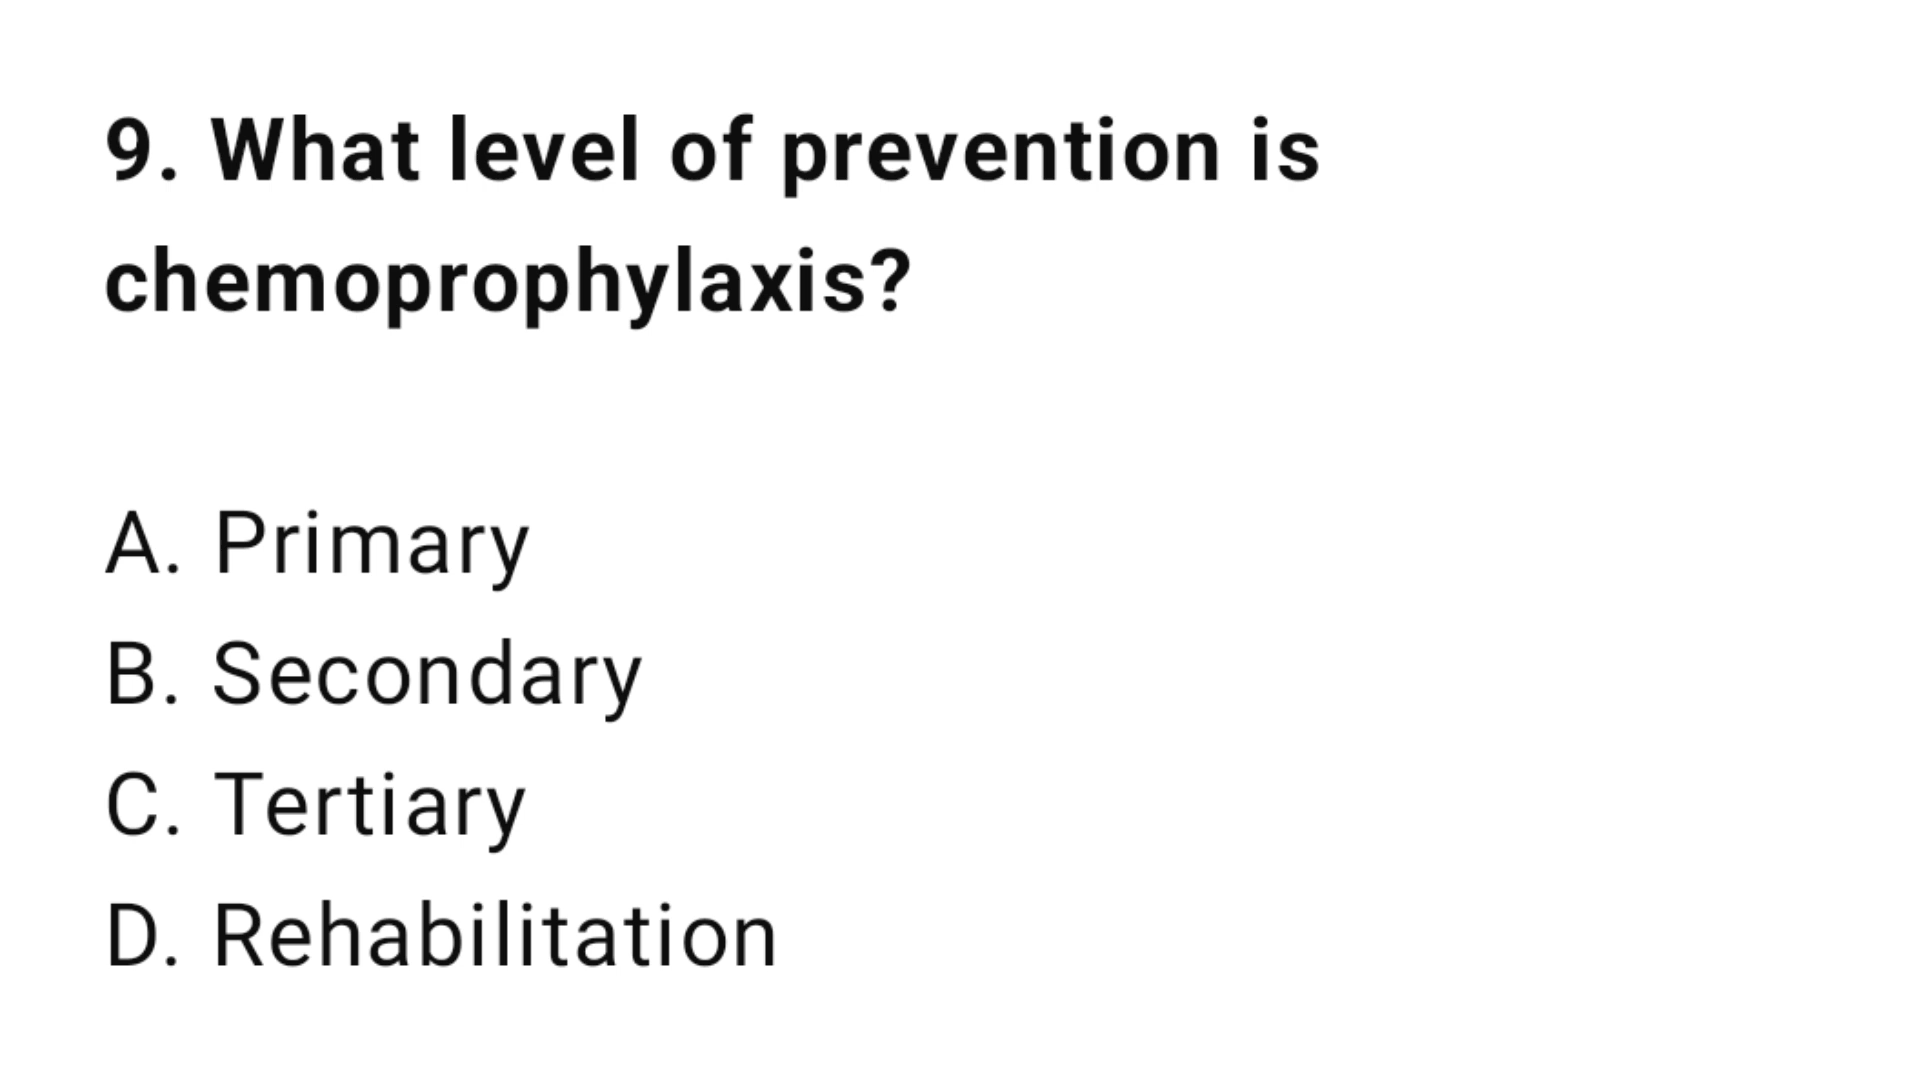 9. What level of prevention is
chemoprophylaxis?
A. Primary
B. Secondary
C. Tertiary
D. Rehabilitation